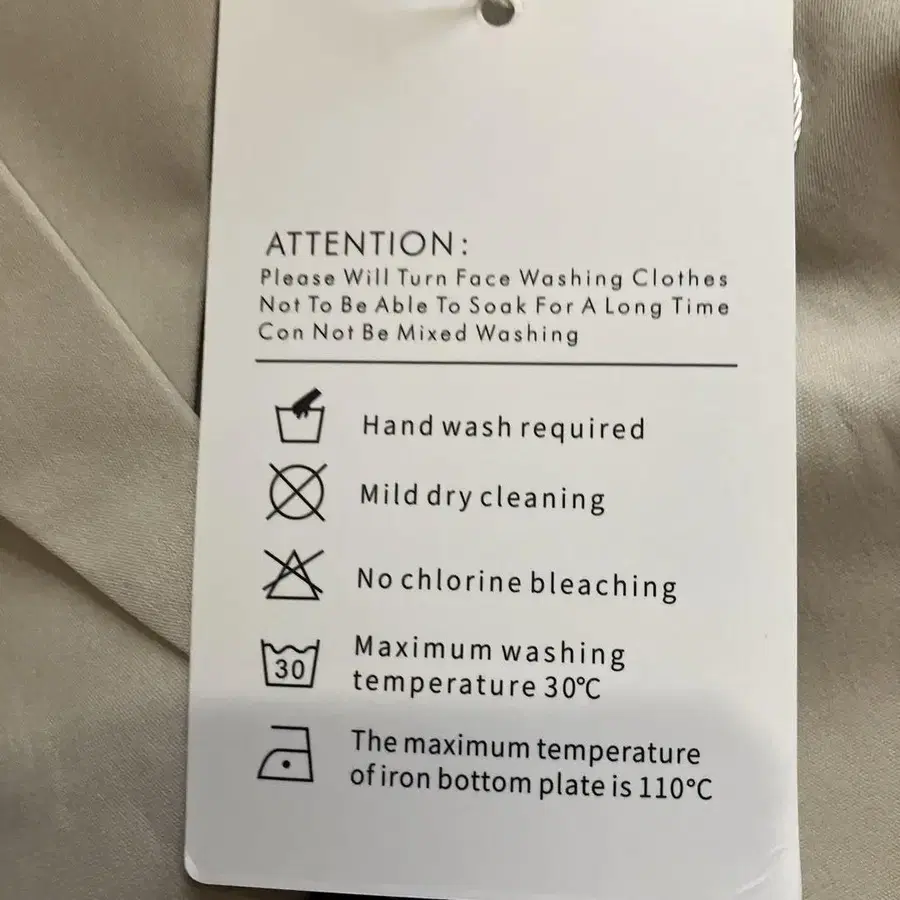 ATTENTION:
Please Will Turn Face Washing Clothes
Not To Be Able To Soak For A Long Time
Con Not Be Mixed Washing
Hand wash required
Mild dry cleaning
No chlorine bleaching
30
Maximum washing
temperature 30℃
The maximum temperature
of iron bottom plate is 110℃